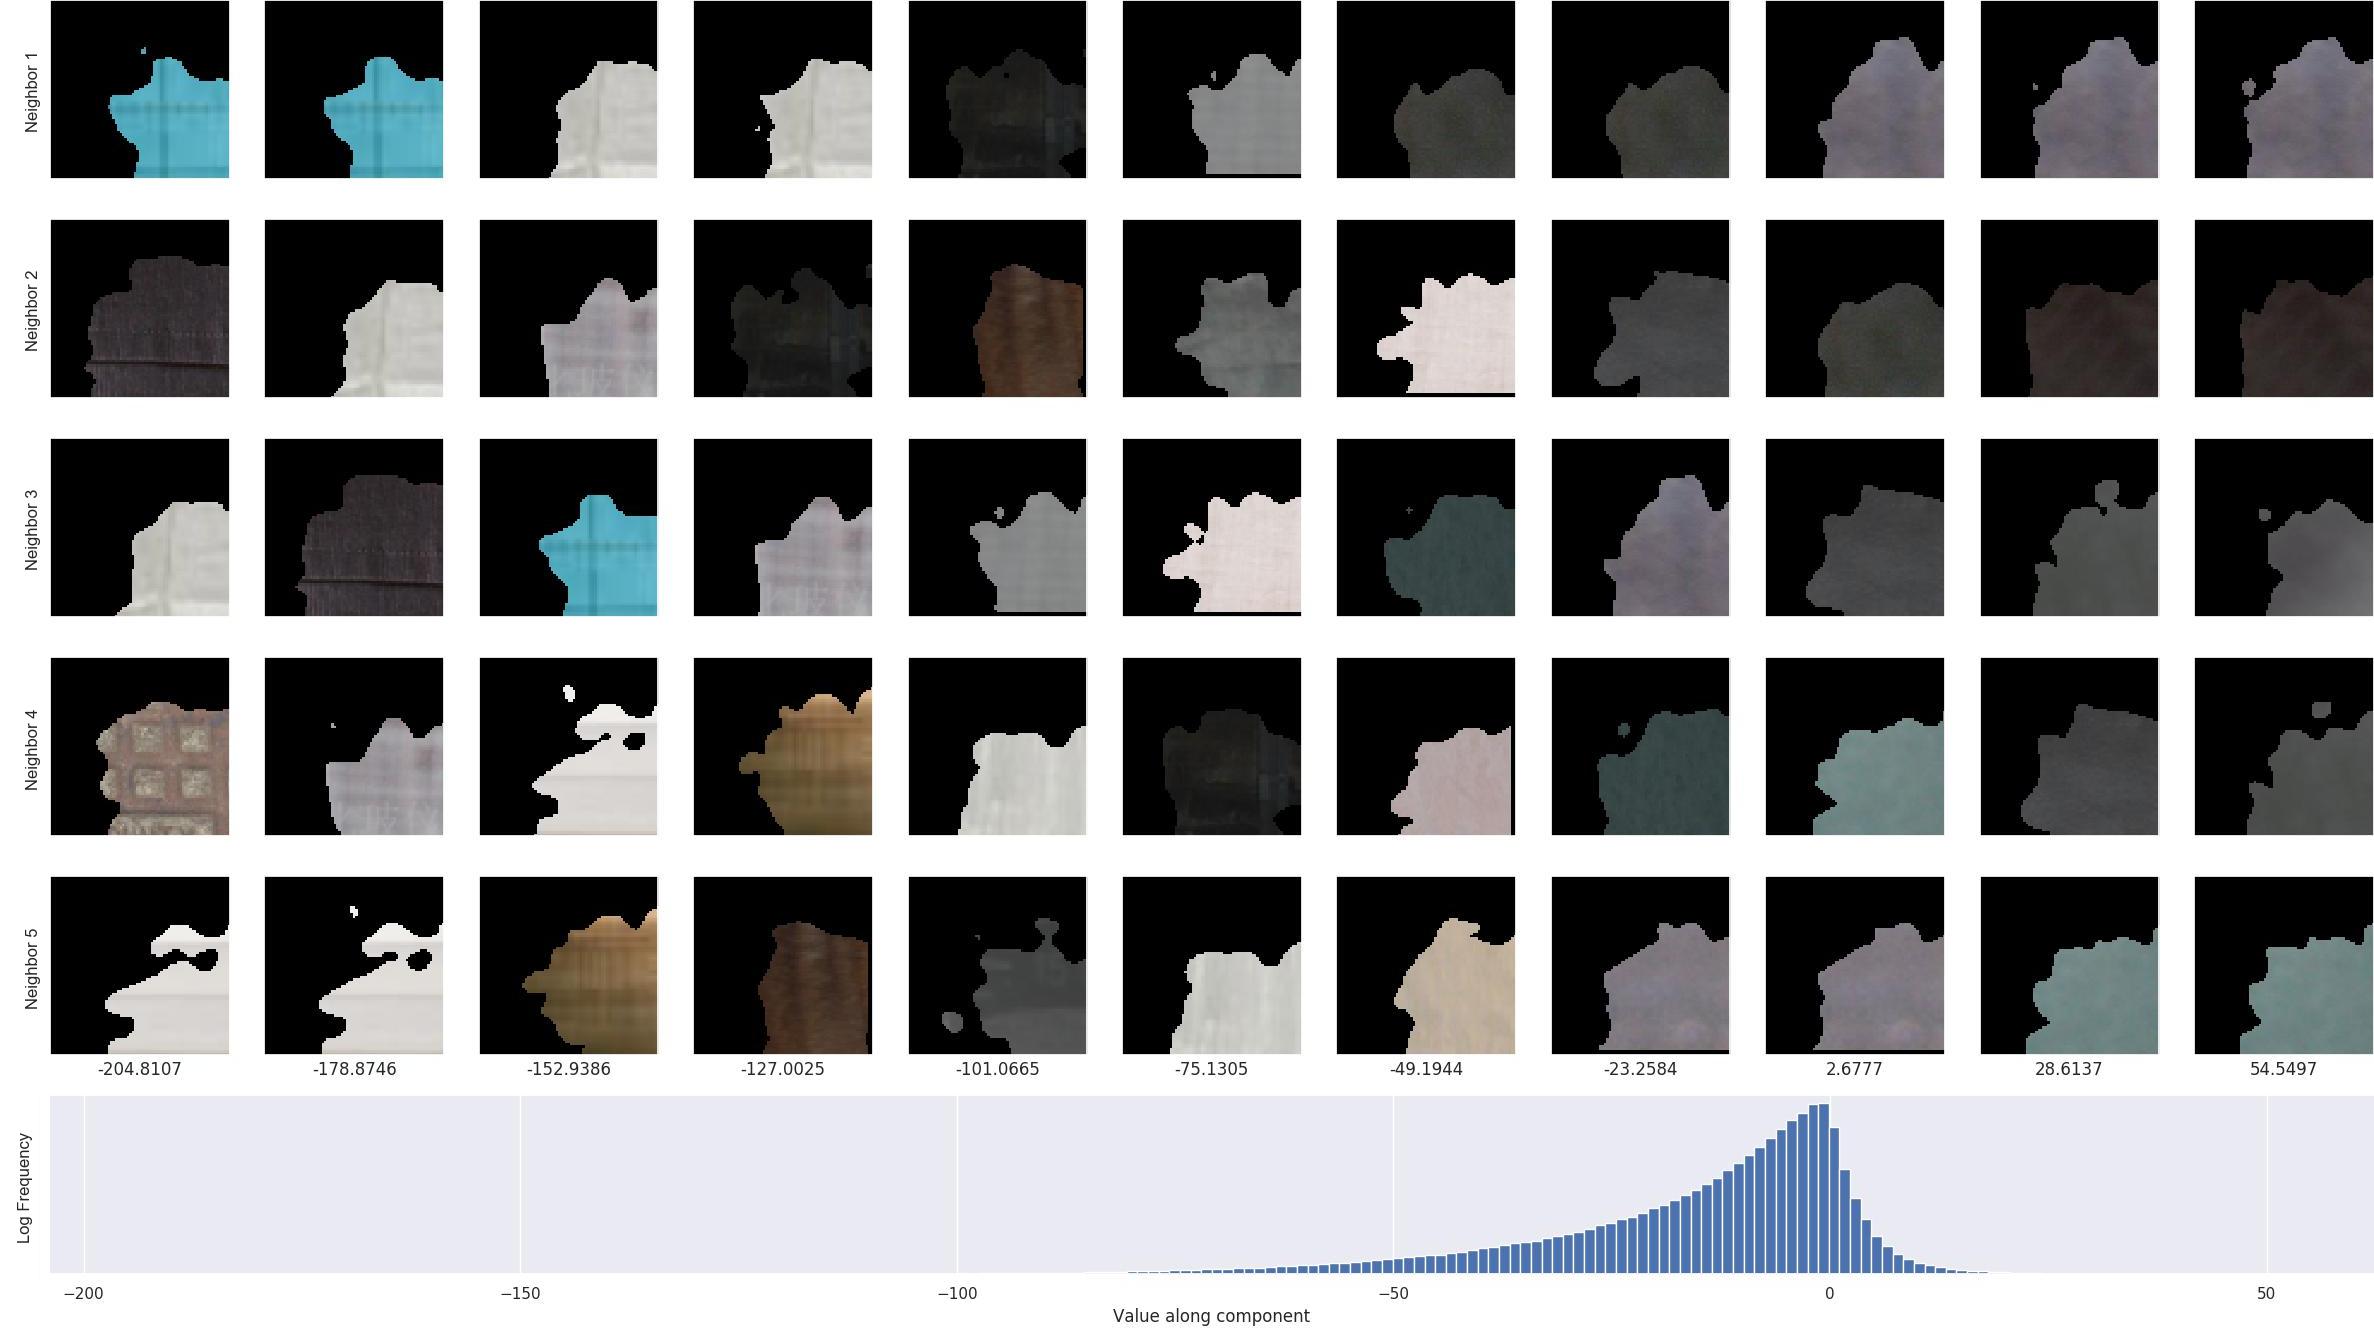 Neighbor 1
Neighbor 2
Neighbor 3
Neighbor 4
Neighbor 5
-204.8107 -178.8746 -152.9386 -127.0025 -101.0665 -75.1305 -49.1944 -23.2584 2.6777 28.6137 54.5497
Log Frequency
−200 −150 −100 −50 0 50
Value along component